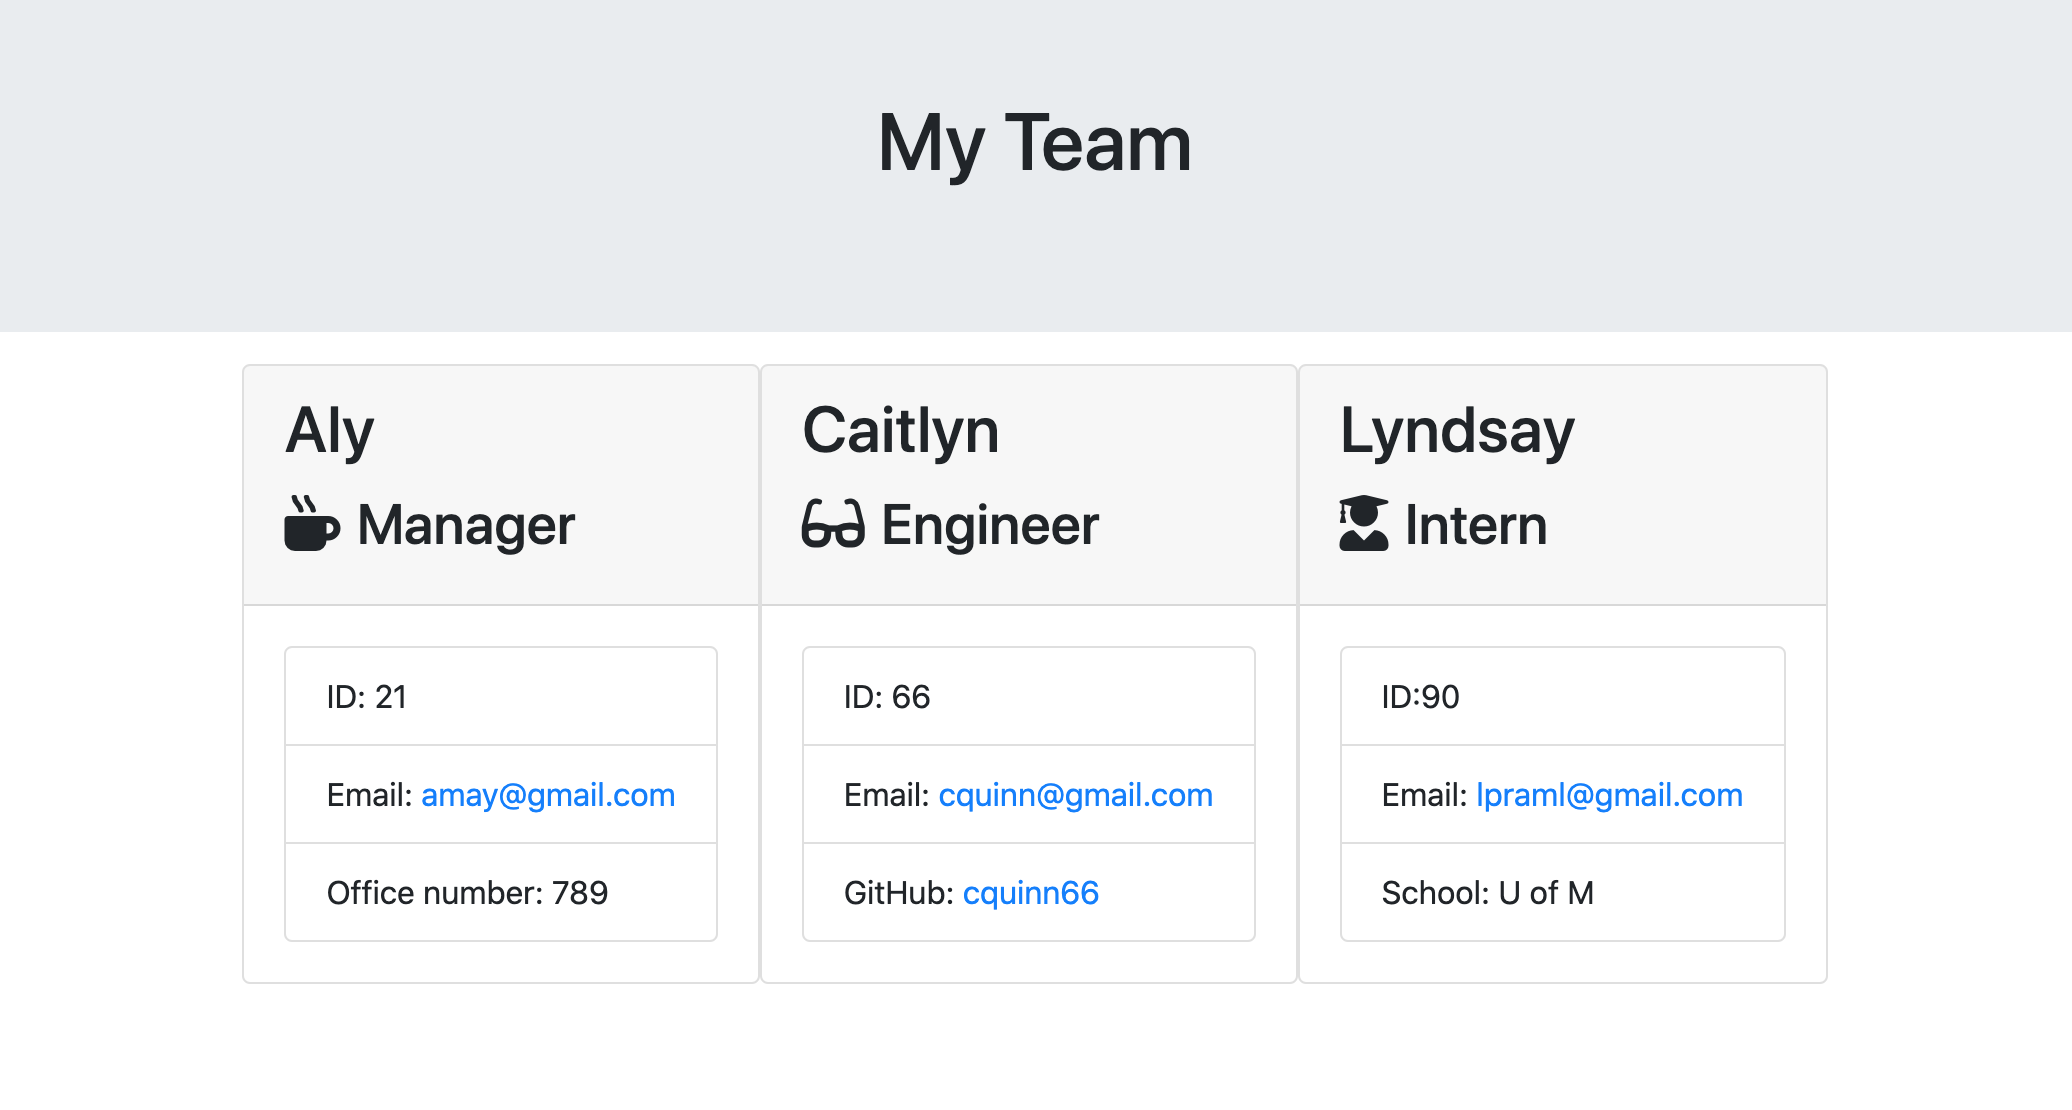 My Team
Aly
Manager
ID: 21
Email: amay@gmail.com
Office number: 789
Caitlyn
Engineer
ID: 66
Email: cquinn@gmail.com
GitHub: cquinn66
Lyndsay
Intern
ID:90
Email: lpraml@gmail.com
School: U of M